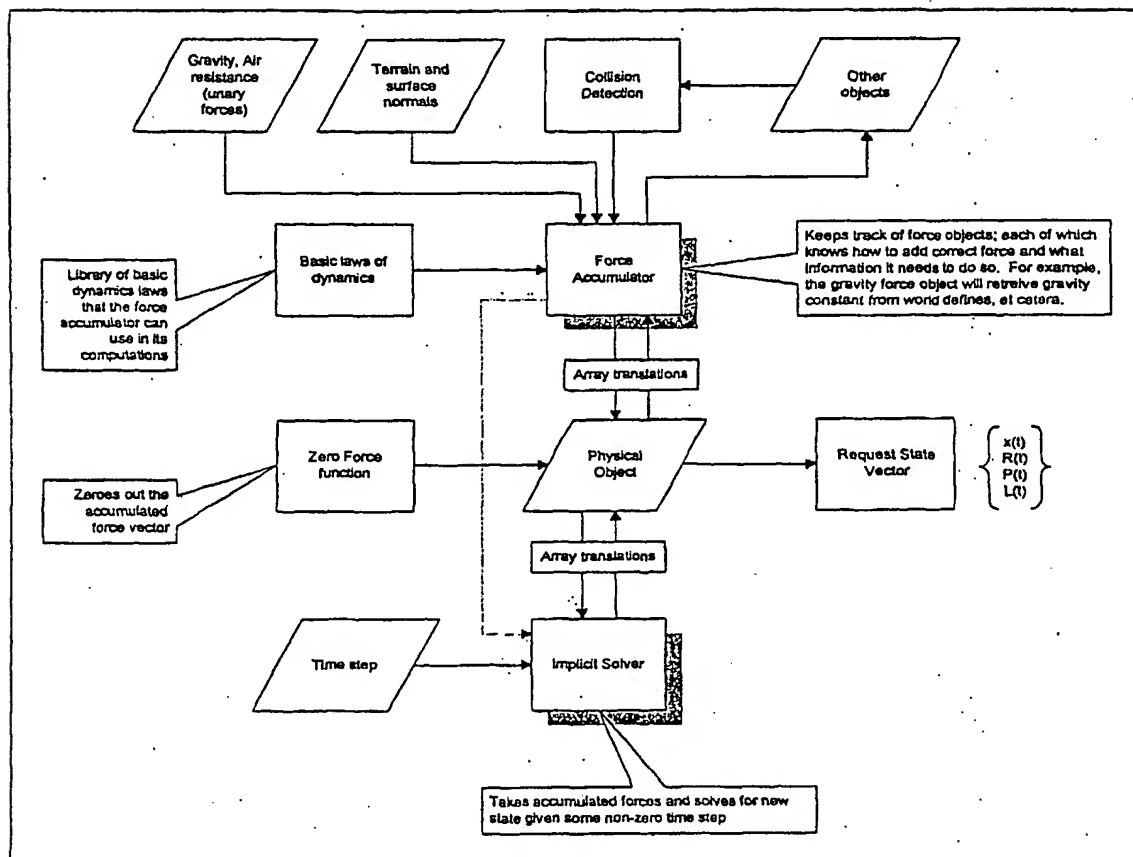 Gravity, Air
resistance
(unary
forces)
Terrain and
surface
normals
Collision
Detection
Other
objects
Library of basic
dynamics laws
that the force
accumulator can
use in its
computations
Basic laws of
dynamics
Force
Accumulator
Keeps track of force objects; each of which
knows how to add correct force and what
information it needs to do so. For example,
the gravity force object will retreive gravity
constant from world defines, et cetera.
Array translations
Zeroes out the
accumulated
force vector
Zero Force
function
Physical
Object
Request State
Vector
x(t)
R(t)
P(t)
L(t)
Array translations
Time step
Implicit Solver
Takes accumulated forces and solves for new
state given some non-zero time step